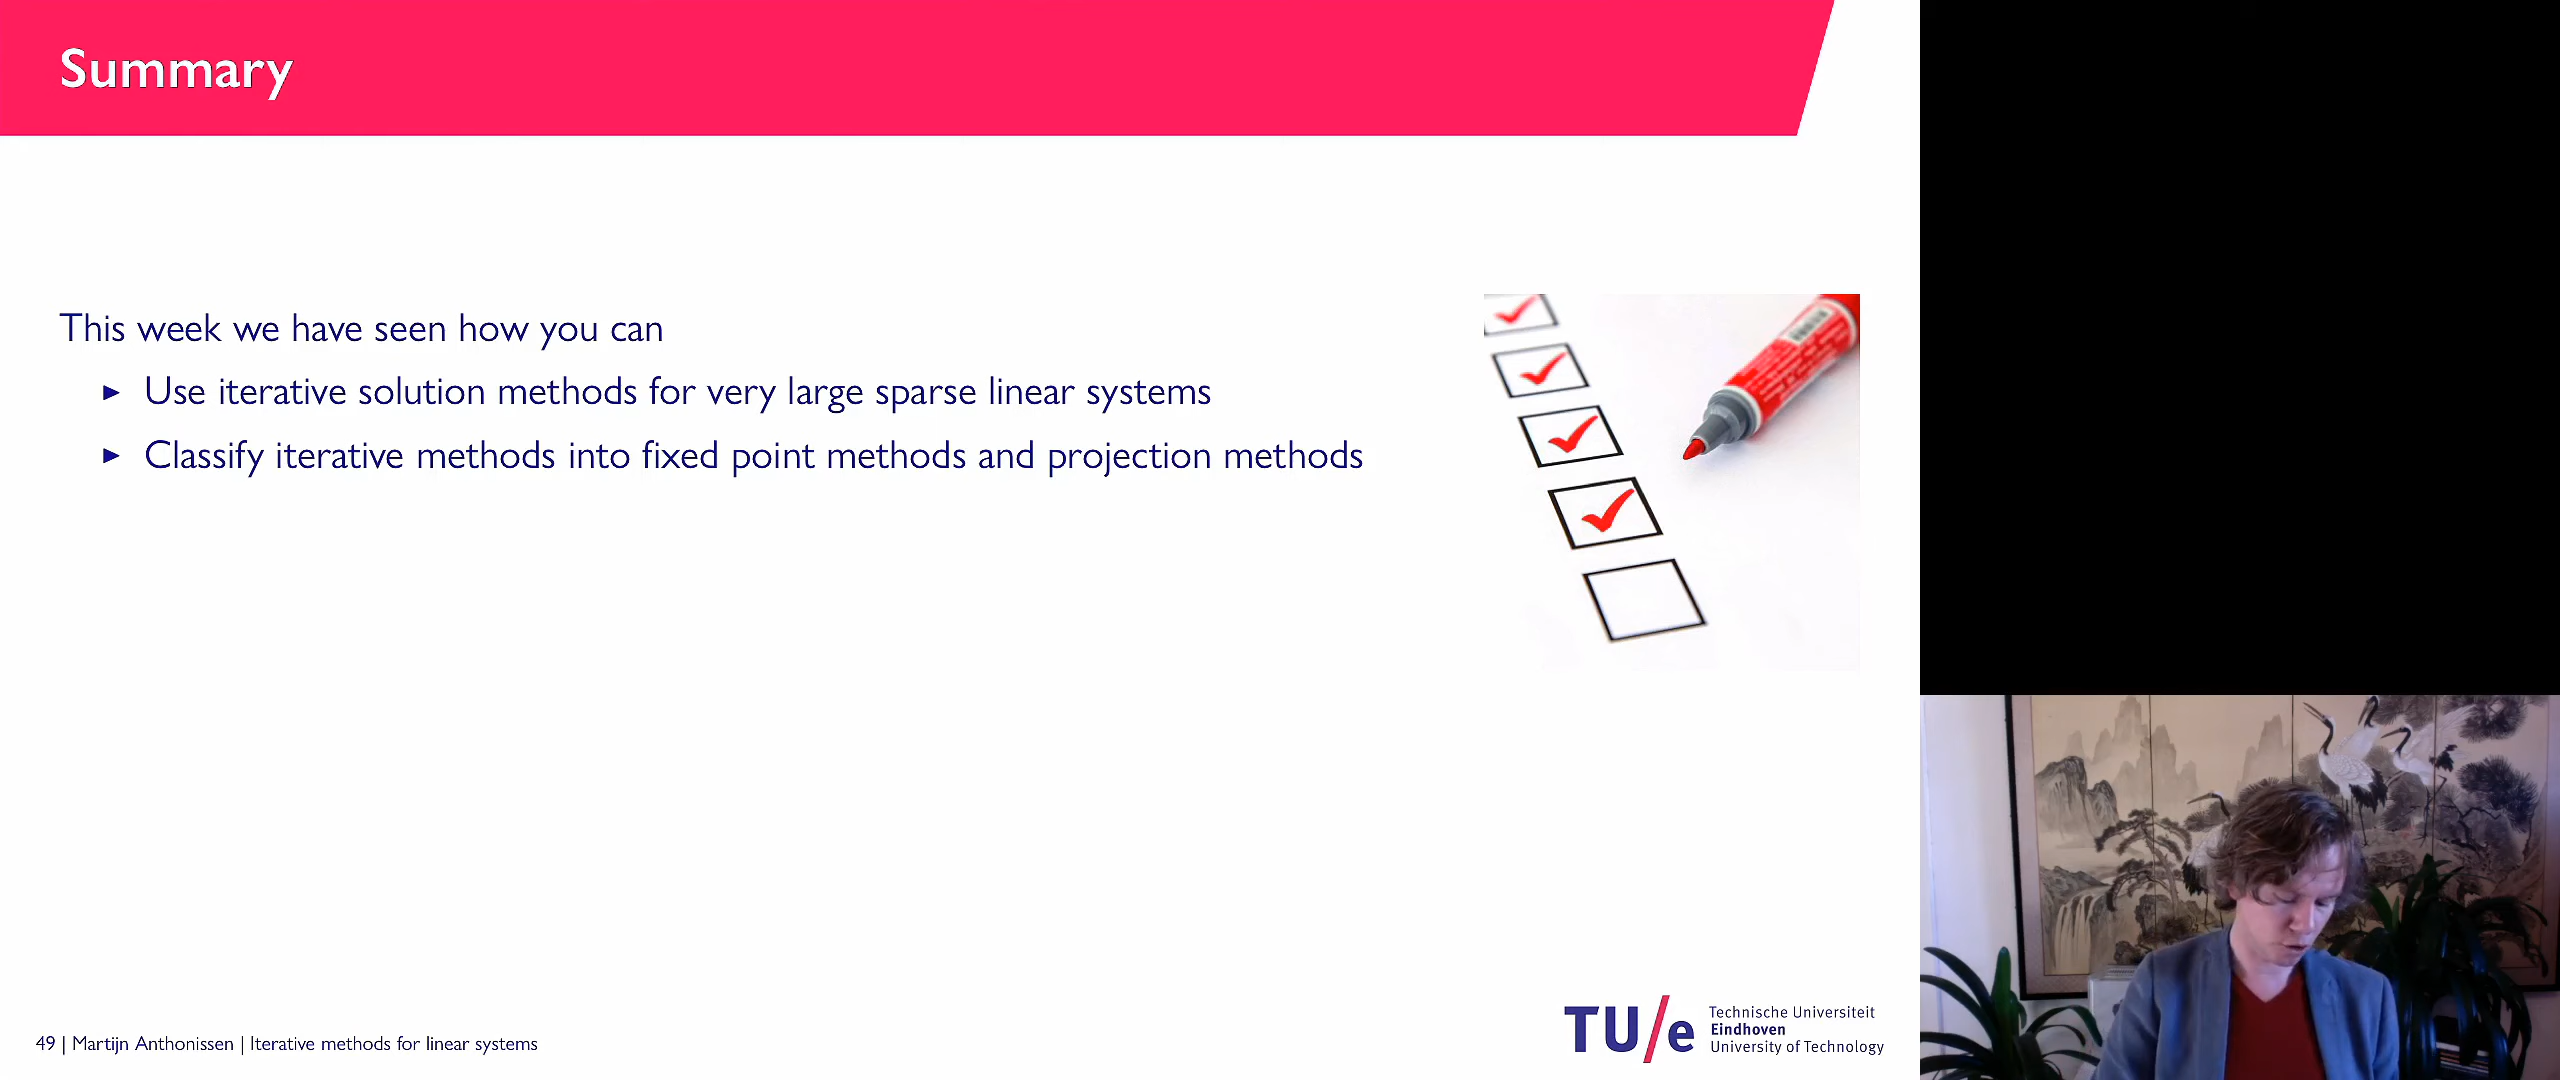 Summary
This week we have seen how you can
► Use iterative solution methods for very large sparse linear systems
► Classify iterative methods into fixed point methods and projection methods
49 | Martijn Anthonissen | Iterative methods for linear systems
TU/e
Technische Universiteit
Eindhoven
University of Technology